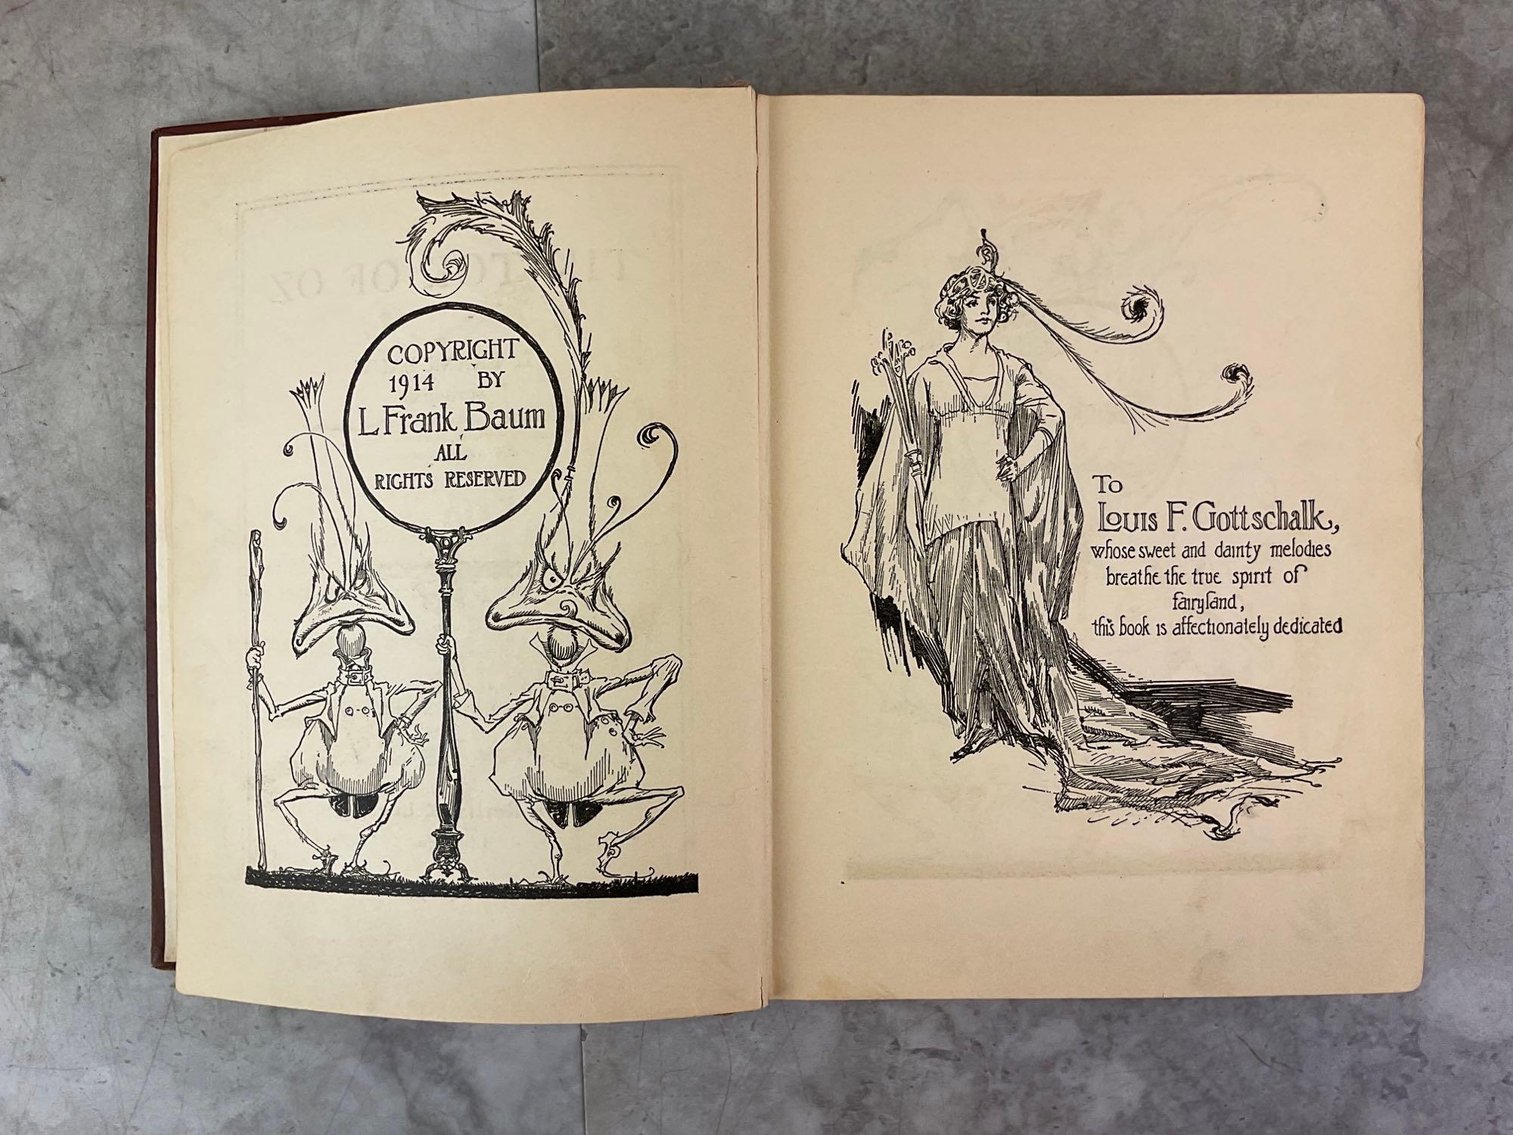 COPYRIGHT
1914 BY
L Frank Baum
ALL
RIGHTS RESERVED
To
Louis F. Gottschalk,
whose sweet and dainty melodies
breathe the true spirit of
fairyland,
this book is affectionately dedicated